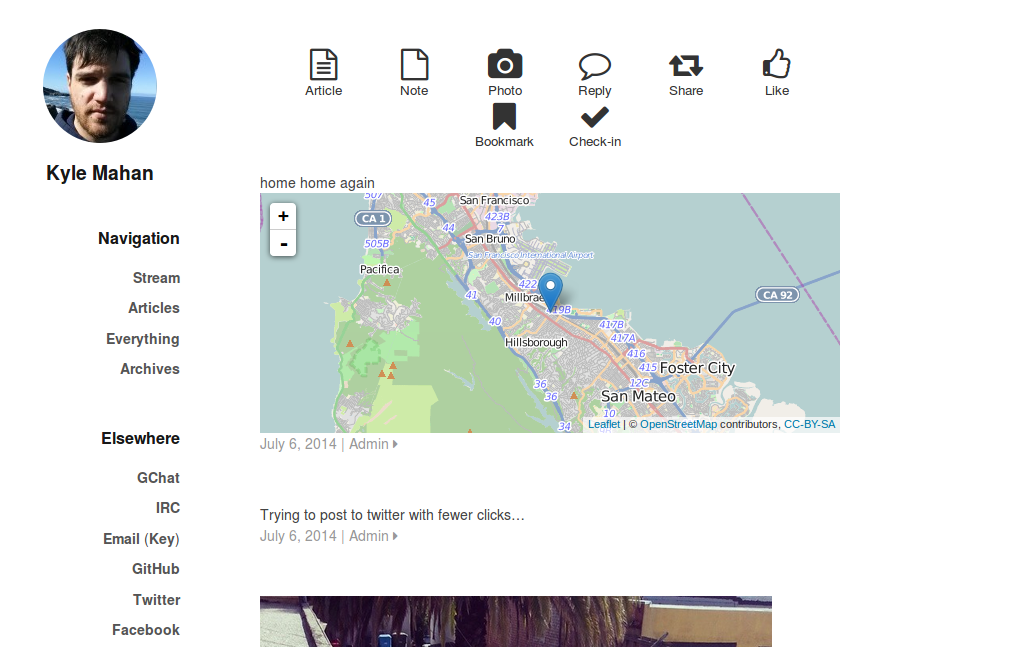 Article Note Photo Reply Share Like
Bookmark Check-in
Kyle Mahan
Navigation
Stream
Articles
Everything
Archives
Elsewhere
GChat
IRC
Email (Key)
GitHub
Twitter
Facebook
home home again
+
-
507
45
San Francisco
CA 1
423B
44
7
505B
San Bruno
San Francisco International Airport
Pacifica
422
41
Millbrae
419B
CA 92
40
417B
417A
Hillsborough
416
415
Foster City
36
12C
36
San Mateo
10
34
Leaflet | © OpenStreetMap contributors, CC-BY-SA
July 6, 2014 | Admin
Trying to post to twitter with fewer clicks…
July 6, 2014 | Admin